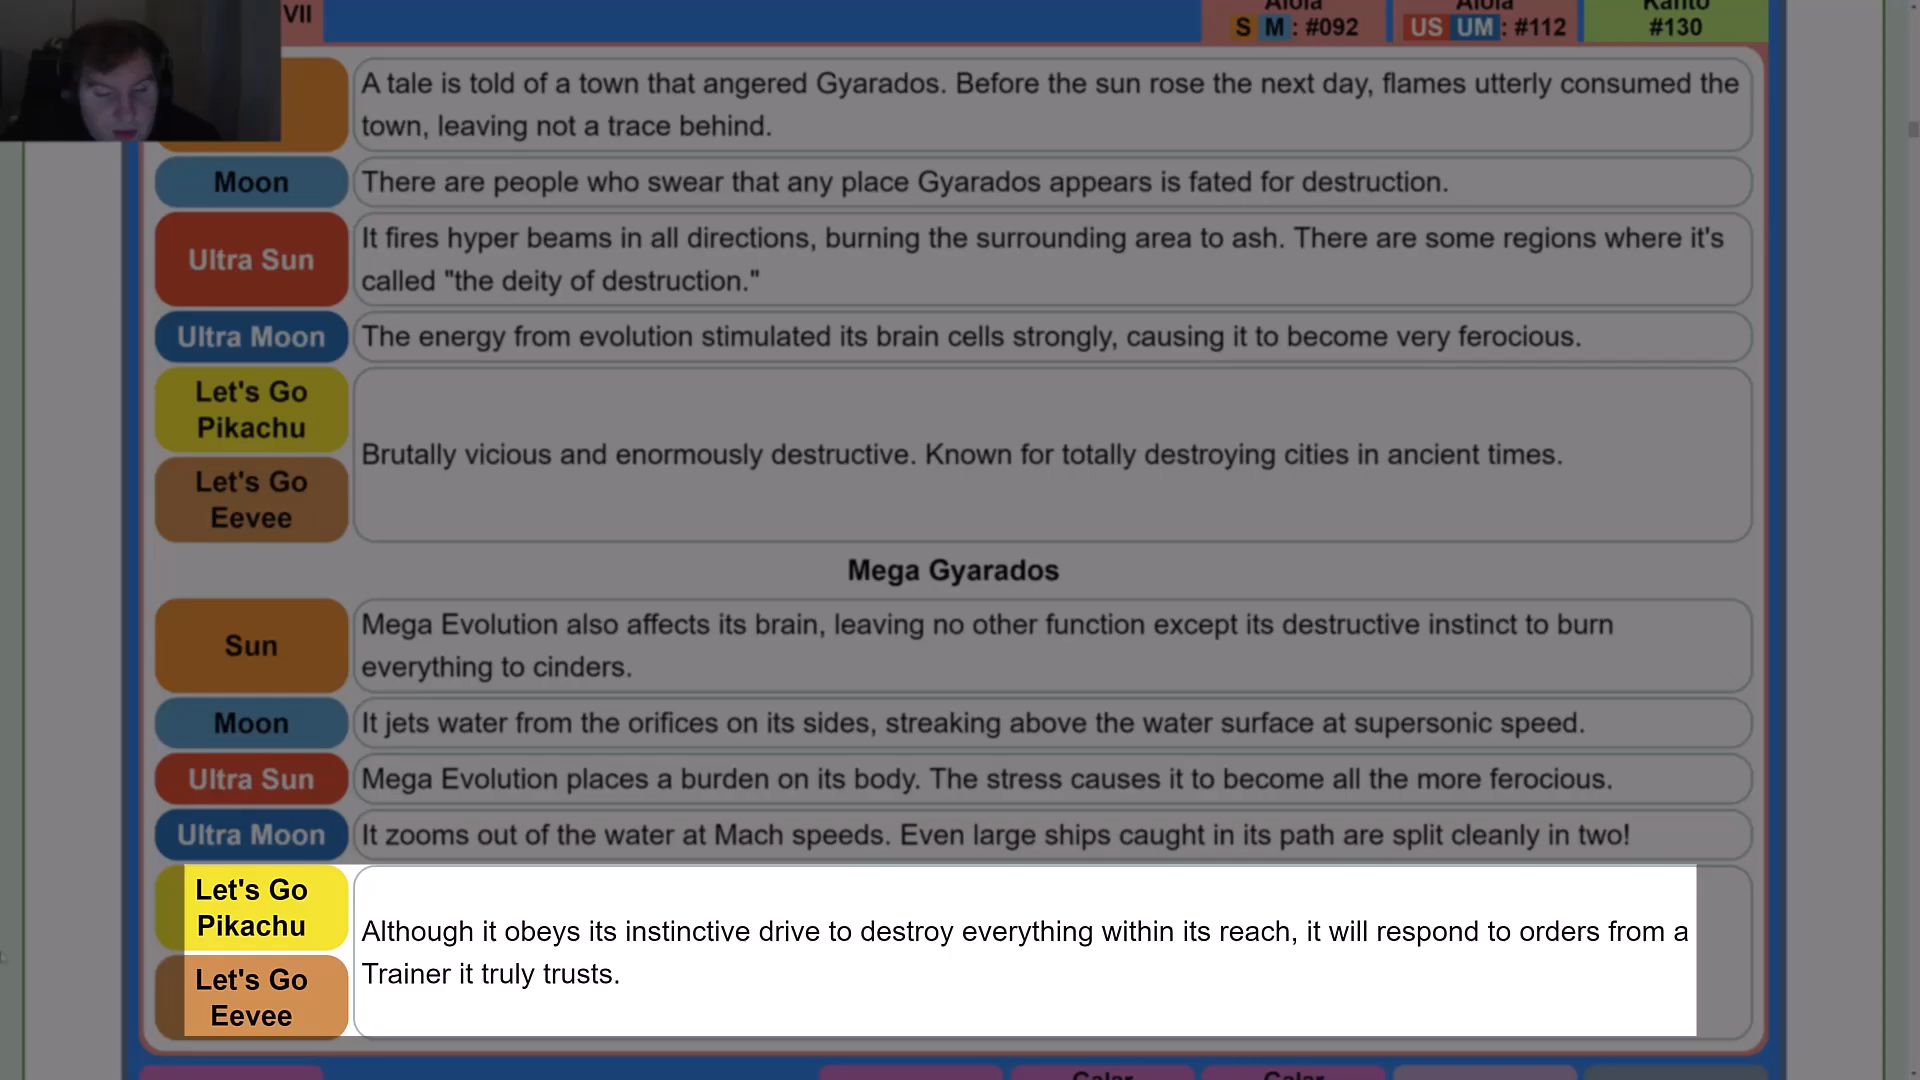 VII
Alola
S M : #092
Alola
US UM : #112
Kanto
#130
A tale is told of a town that angered Gyarados. Before the sun rose the next day, flames utterly consumed the
town, leaving not a trace behind.
Moon
There are people who swear that any place Gyarados appears is fated for destruction.
Ultra Sun
It fires hyper beams in all directions, burning the surrounding area to ash. There are some regions where it's
called "the deity of destruction."
Ultra Moon
The energy from evolution stimulated its brain cells strongly, causing it to become very ferocious.
Let's Go
Pikachu
Let's Go
Eevee
Brutally vicious and enormously destructive. Known for totally destroying cities in ancient times.
Mega Gyarados
Sun
Mega Evolution also affects its brain, leaving no other function except its destructive instinct to burn
everything to cinders.
Moon
It jets water from the orifices on its sides, streaking above the water surface at supersonic speed.
Ultra Sun
Mega Evolution places a burden on its body. The stress causes it to become all the more ferocious.
Ultra Moon
It zooms out of the water at Mach speeds. Even large ships caught in its path are split cleanly in two!
Let's Go
Pikachu
Let's Go
Eevee
Although it obeys its instinctive drive to destroy everything within its reach, it will respond to orders from a
Trainer it truly trusts.
Galar
Galar